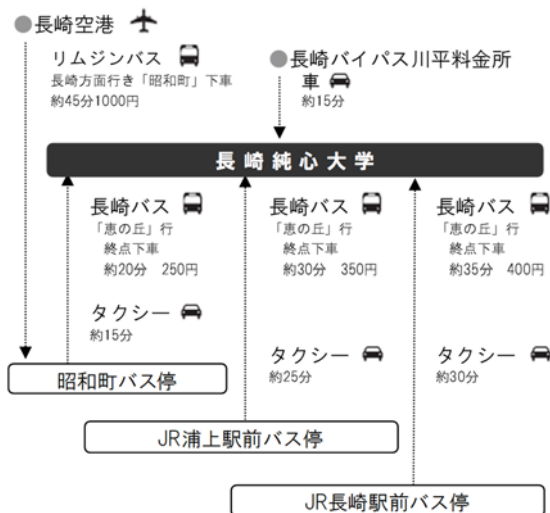 ●長崎空港
リムジンバス
長崎方面行き「昭和町」下車
約45分1000円
●長崎バイパス川平料金所
車
約15分
長崎純心大学
長崎バス
「恵の丘」行
終点下車
約20分 250円
タクシー
約15分
長崎バス
「恵の丘」行
終点下車
約30分 350円
タクシー
約25分
長崎バス
「恵の丘」行
終点下車
約35分 400円
タクシー
約30分
昭和町バス停
JR浦上駅前バス停
JR長崎駅前バス停